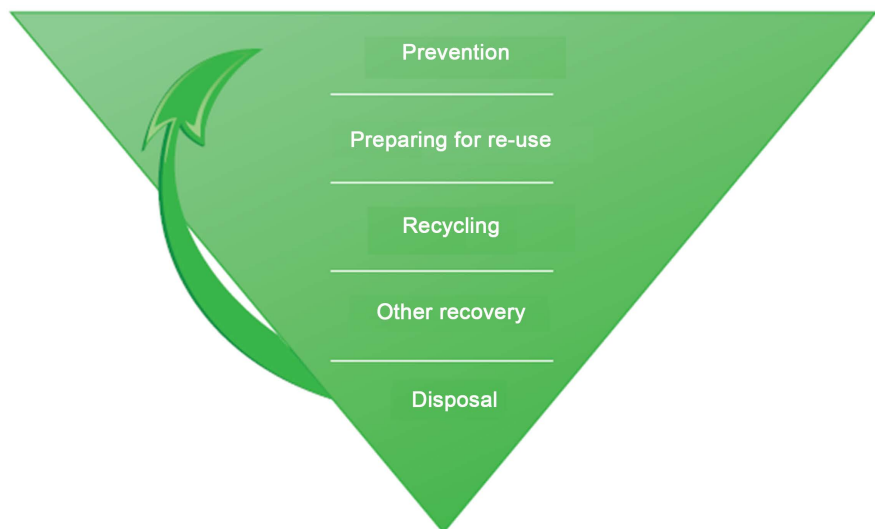 Prevention
Preparing for re-use
Recycling
Other recovery
Disposal